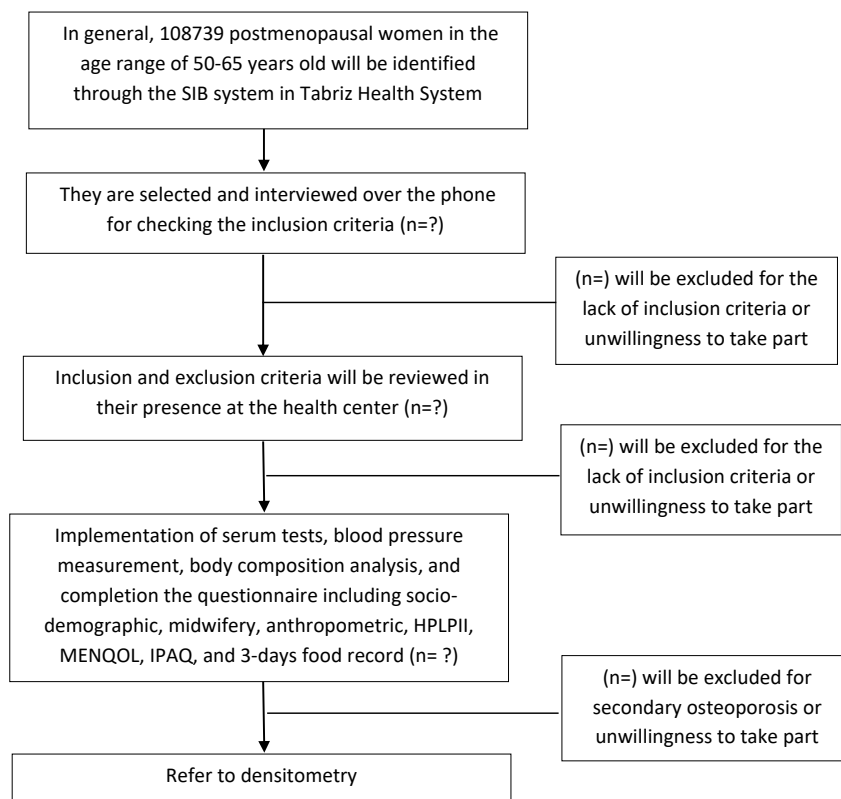 In general, 108739 postmenopausal women in the
age range of 50-65 years old will be identified
through the SIB system in Tabriz Health System
They are selected and interviewed over the phone
for checking the inclusion criteria (n=?)
(n=) will be excluded for the
lack of inclusion criteria or
unwillingness to take part
Inclusion and exclusion criteria will be reviewed in
their presence at the health center (n=?)
(n=) will be excluded for the
lack of inclusion criteria or
unwillingness to take part
Implementation of serum tests, blood pressure
measurement, body composition analysis, and
completion the questionnaire including socio-
demographic, midwifery, anthropometric, HPLPII,
MENQOL, IPAQ, and 3-days food record (n= ?)
(n=) will be excluded for
secondary osteoporosis or
unwillingness to take part
Refer to densitometry